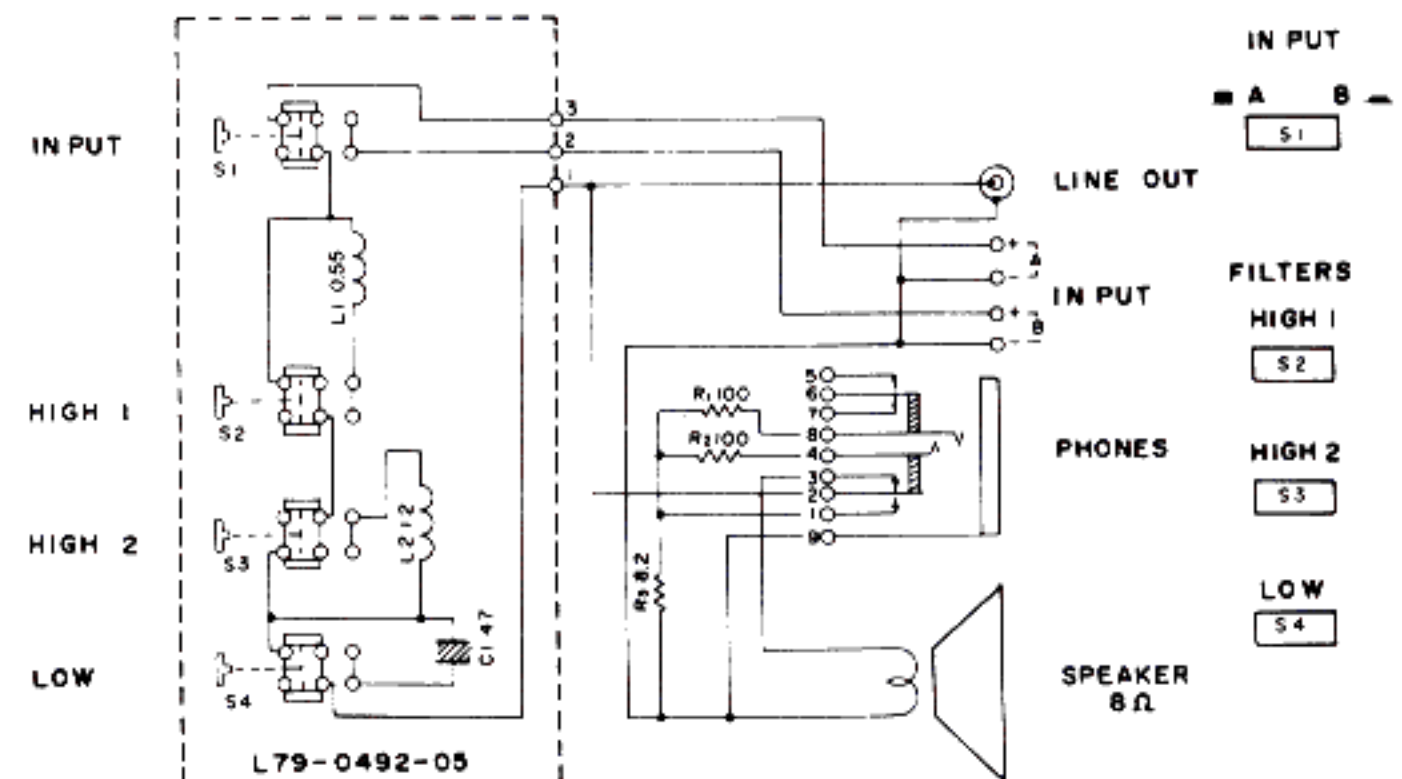 IN PUT
S1
L1 0.55
HIGH 1
S2
HIGH 2
S3
L2 1.2
LOW
S4
C1 47
L79-0492-05
3
2
1
LINE OUT
+
A
-
IN PUT
+
B
-
R1 100
R2 100
R3 8.2
5
6
7
8
4
3
2
1
9
PHONES
SPEAKER
8Ω
IN PUT
A B
S1
FILTERS
HIGH 1
S2
HIGH 2
S3
LOW
S4